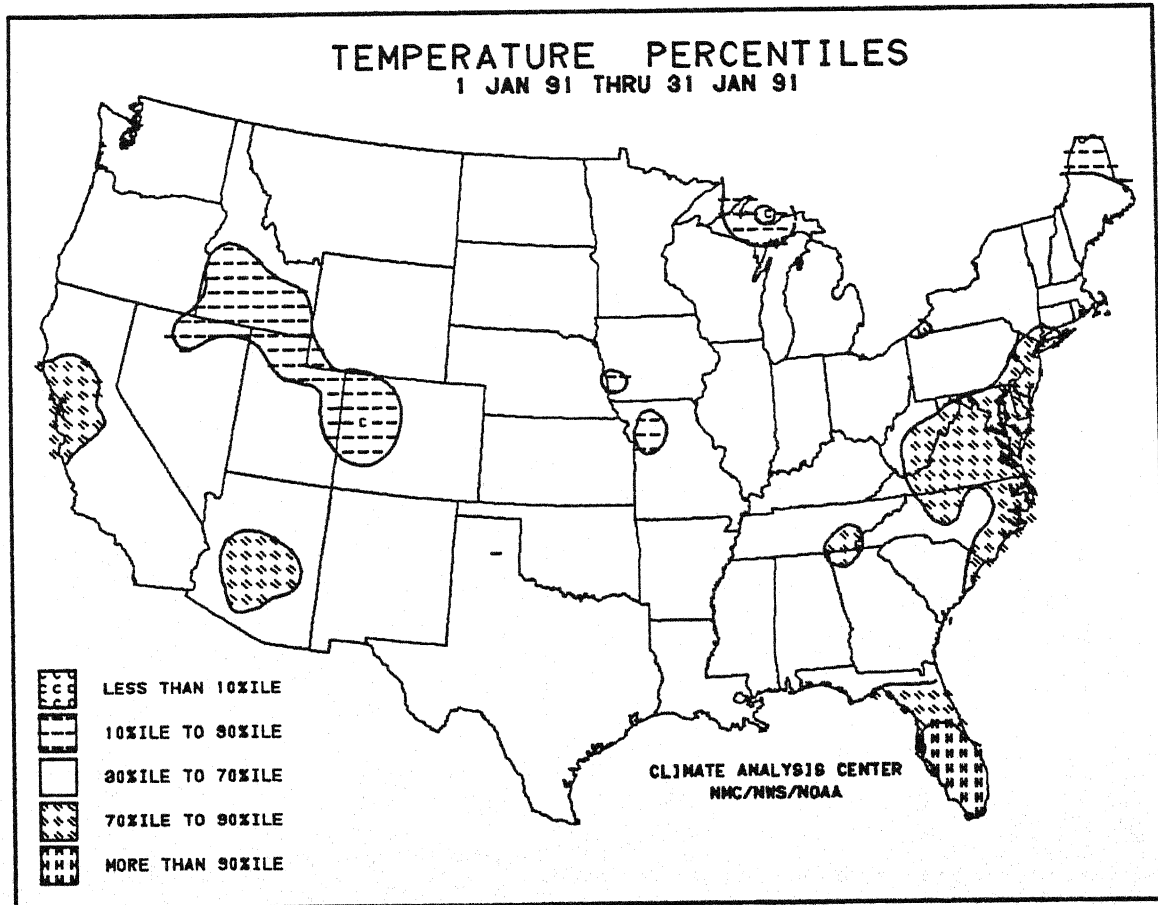 TEMPERATURE PERCENTILES
1 JAN 91 THRU 31 JAN 91
C
C
C LESS THAN 10%ILE
10%ILE TO 30%ILE
30%ILE TO 70%ILE
70%ILE TO 90%ILE
H H MORE THAN 90%ILE
CLIMATE ANALYSIS CENTER
NMC/NWS/NOAA